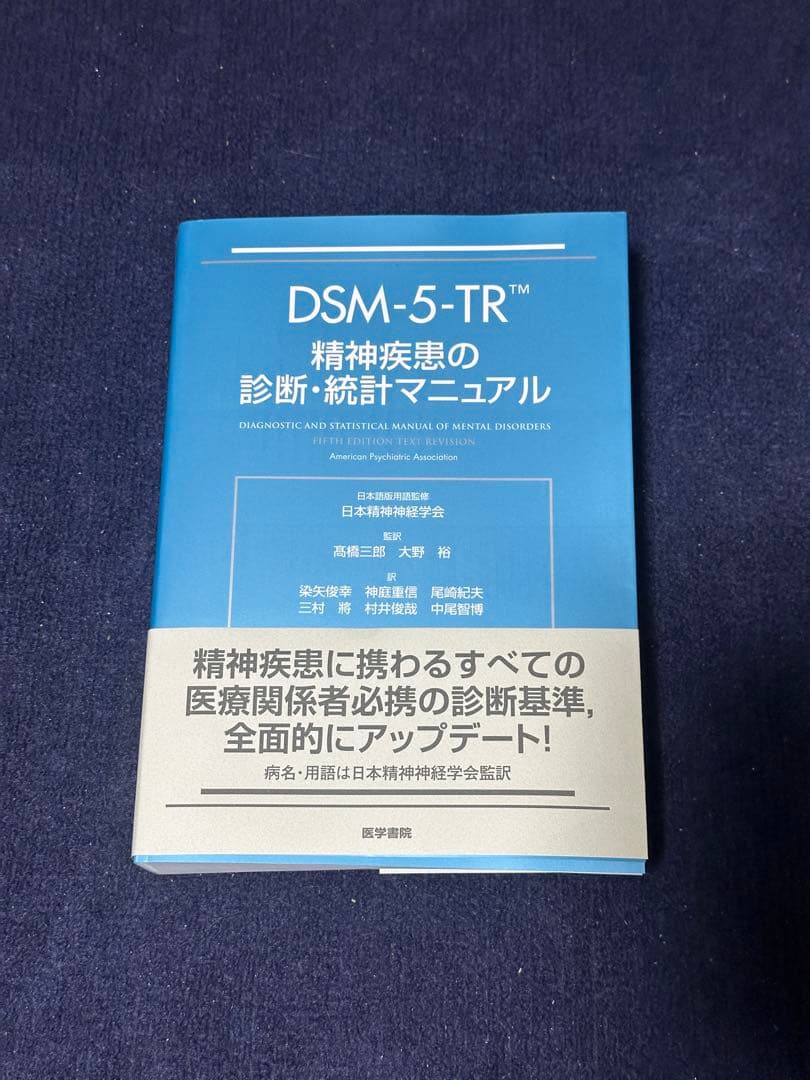 DSM-5-TR™
精神疾患の
診断・統計マニュアル
DIAGNOSTIC AND STATISTICAL MANUAL OF MENTAL DISORDERS
FIFTH EDITION TEXT REVISION
American Psychiatric Association
日本語版用語監修
日本精神神経学会
監訳
髙橋三郎 大野 裕
訳
染矢俊幸 神庭重信 尾崎紀夫
三村 將 村井俊哉 中尾智博
精神疾患に携わるすべての
医療関係者必携の診断基準,
全面的にアップデート!
病名・用語は日本精神神経学会監訳
医学書院